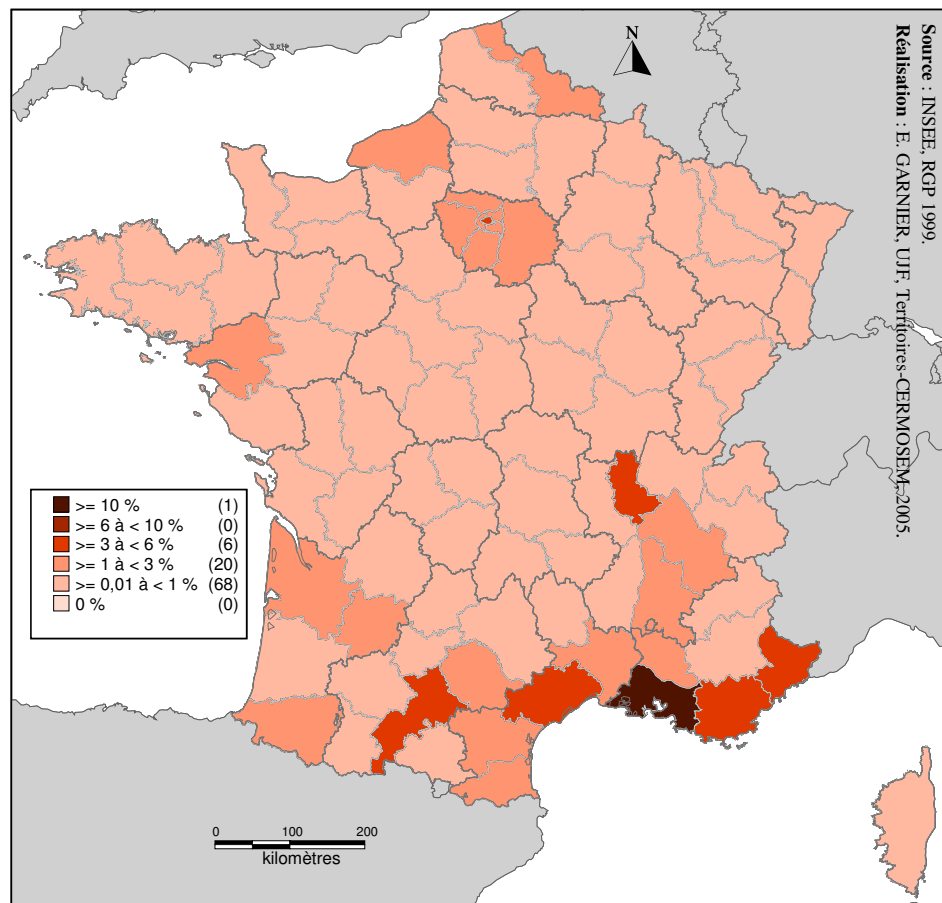 N
Source : INSEE, RGP 1999.
Réalisation : E. GARNIER, UJF, Territoires-CERMOSEM, 2005.
>= 10 % (1)
>= 6 à < 10 % (0)
>= 3 à < 6 % (6)
>= 1 à < 3 % (20)
>= 0,01 à < 1 % (68)
0 % (0)
0 100 200
kilomètres